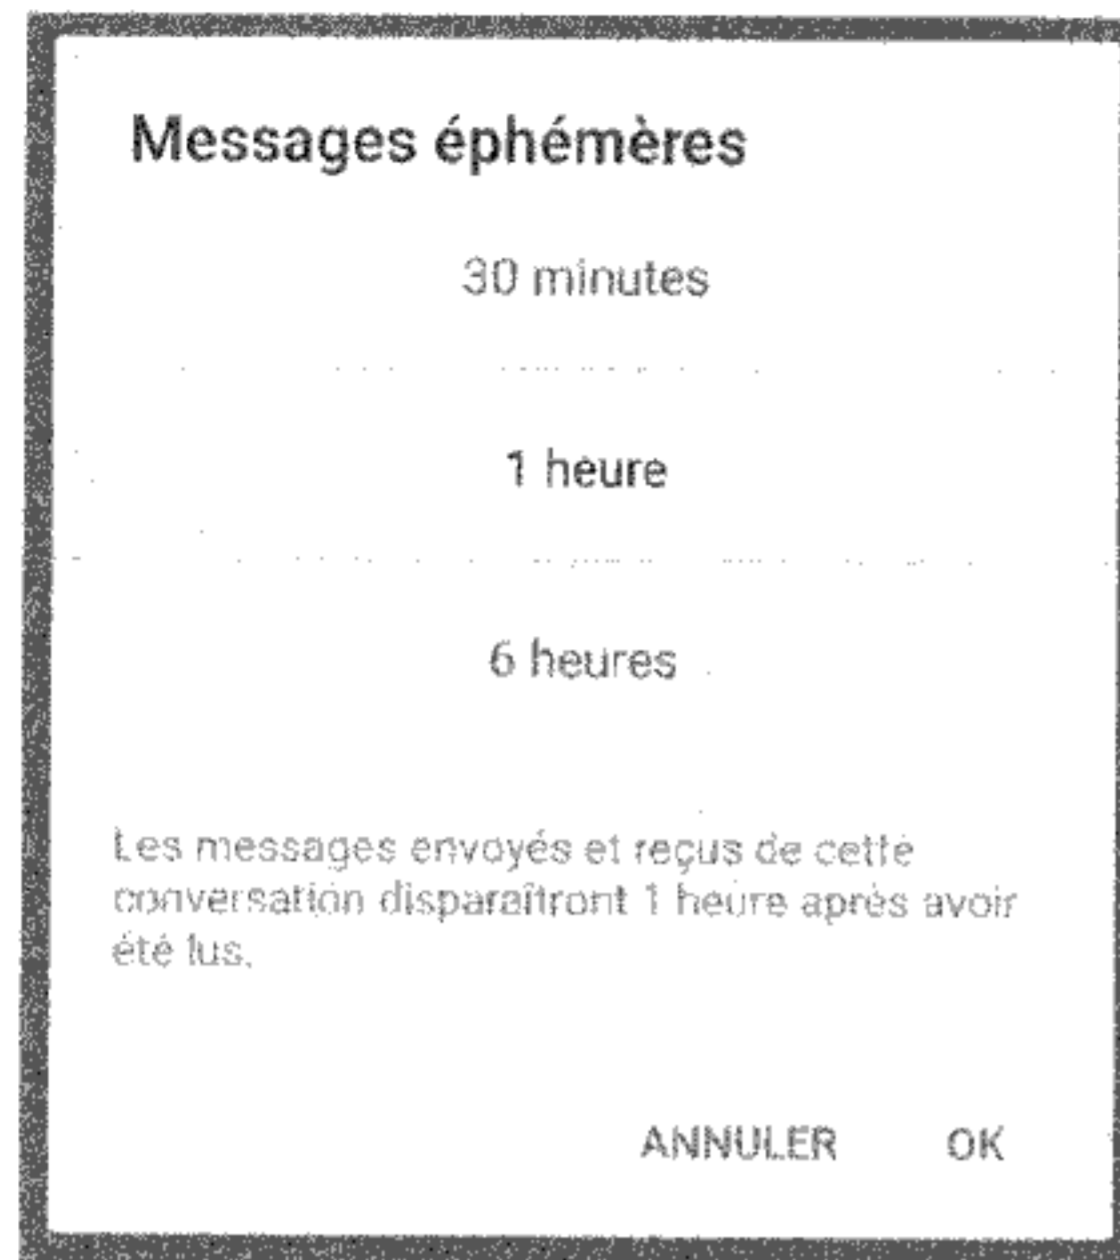 Messages éphémères
30 minutes
1 heure
6 heures
Les messages envoyés et reçus de cette
conversation disparaîtront 1 heure après avoir
été lus.
ANNULER OK